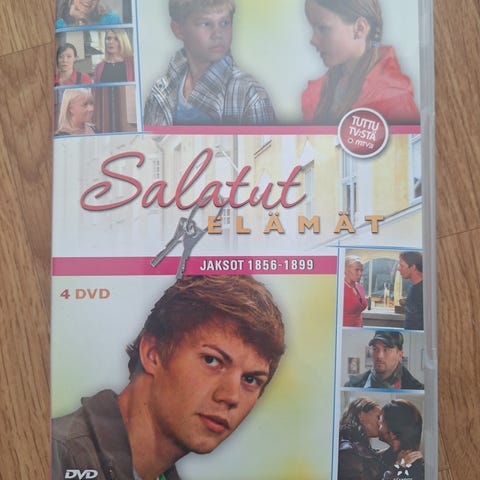 TUTTU
TV:STÄ
mtv3
Salatut
ELÄMÄT
JAKSOT 1856-1899
4 DVD
DVD